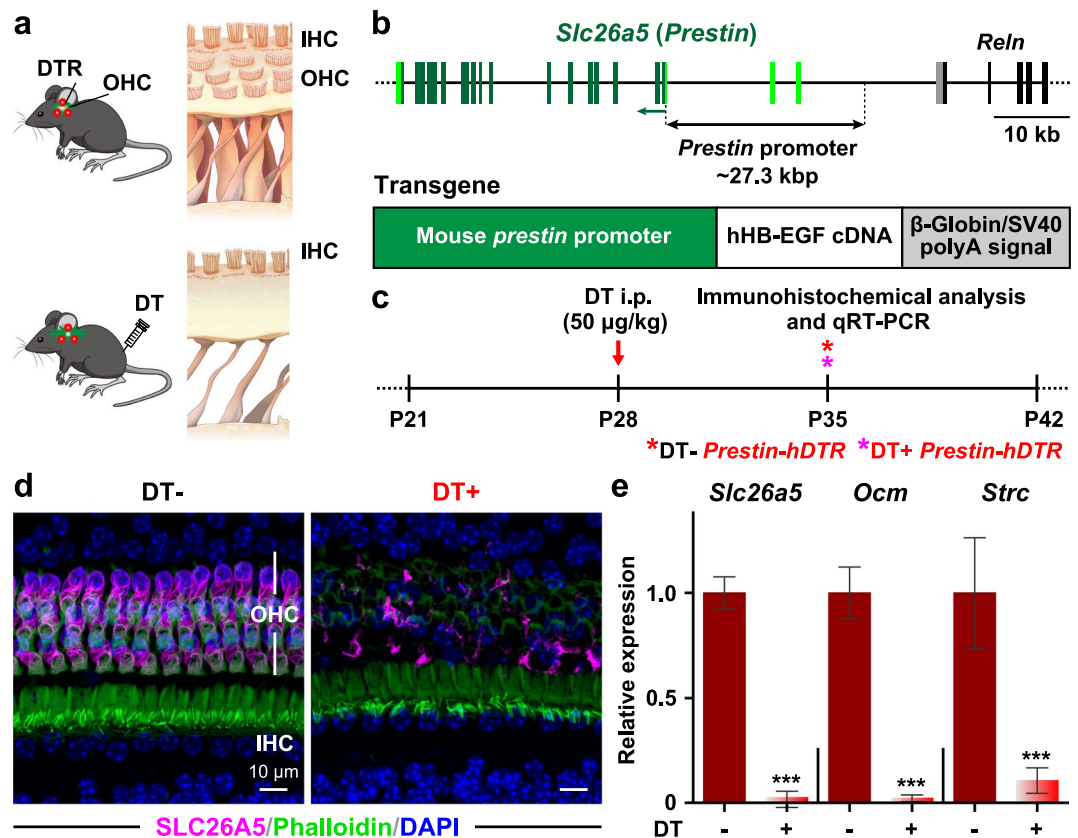 a
DTR
OHC
IHC
OHC
DT
IHC
b
Slc26a5 (Prestin)
Reln
10 kb
Prestin promoter
~27.3 kbp
Transgene
Mouse prestin promoter
hHB-EGF cDNA
β-Globin/SV40
polyA signal
c
DT i.p.
(50 µg/kg)
Immunohistochemical analysis
and qRT-PCR
*
*
P21
P28
P35
P42
*DT- Prestin-hDTR
*DT+ Prestin-hDTR
d
DT-
DT+
OHC
IHC
10 µm
SLC26A5/Phalloidin/DAPI
e
Slc26a5
Ocm
Strc
Relative expression
1.0
0.5
0
***
***
***
DT
- + - + - +